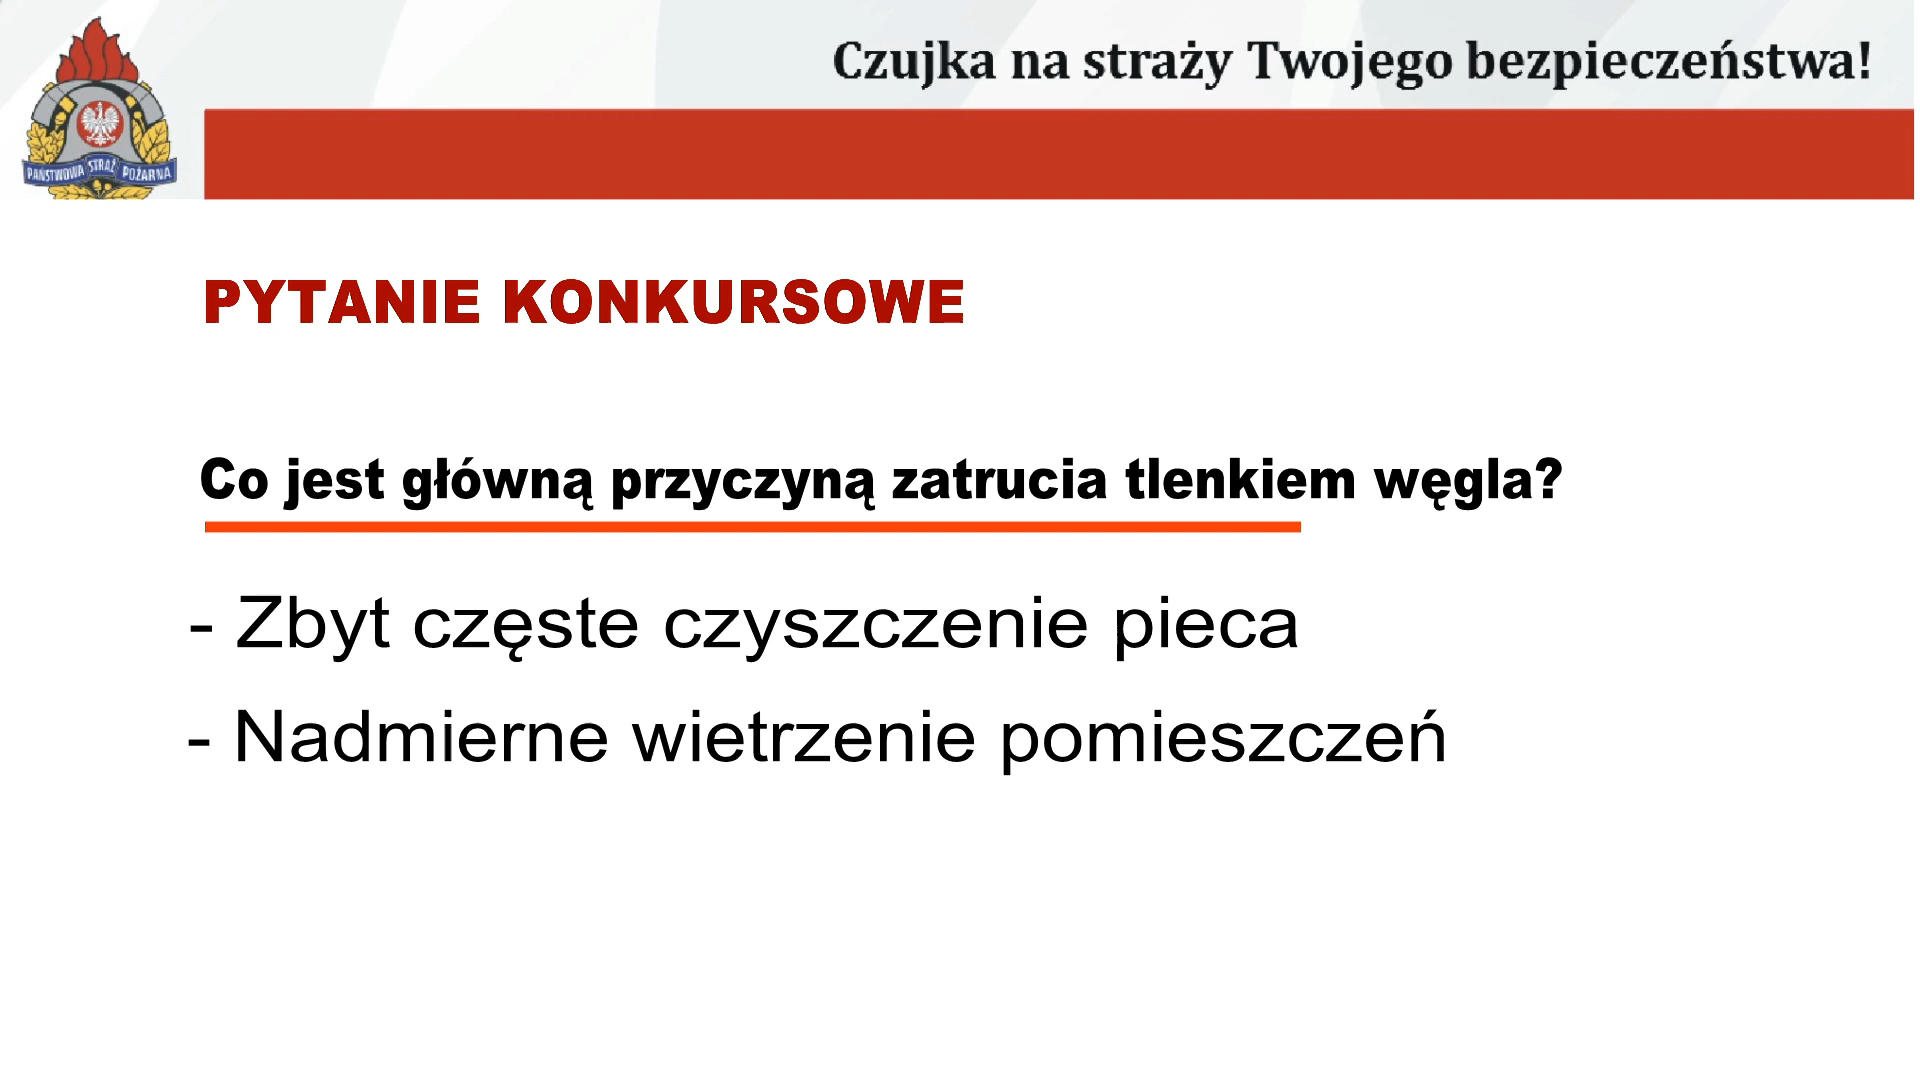 Czujka na straży Twojego bezpieczeństwa!
PAŃSTWOWA STRAŻ POŻARNA
PYTANIE KONKURSOWE
Co jest główną przyczyną zatrucia tlenkiem węgla?
- Zbyt częste czyszczenie pieca
- Nadmierne wietrzenie pomieszczeń